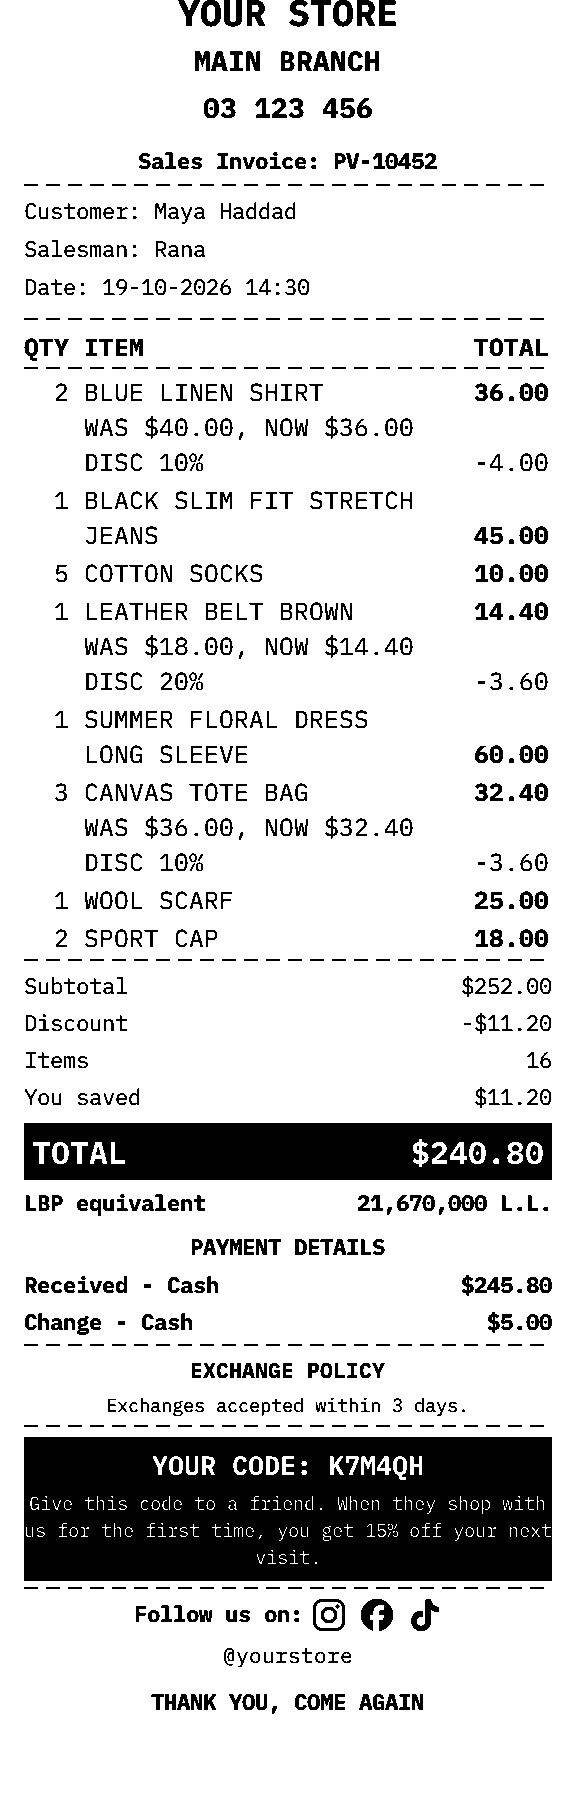 YOUR STORE
MAIN BRANCH
03 123 456
Sales Invoice: PV-10452
Customer: Maya Haddad
Salesman: Rana
Date: 19-10-2026 14:30
QTY ITEM TOTAL
2 BLUE LINEN SHIRT 36.00
WAS $40.00, NOW $36.00
DISC 10% -4.00
1 BLACK SLIM FIT STRETCH
JEANS 45.00
5 COTTON SOCKS 10.00
1 LEATHER BELT BROWN 14.40
WAS $18.00, NOW $14.40
DISC 20% -3.60
1 SUMMER FLORAL DRESS
LONG SLEEVE 60.00
3 CANVAS TOTE BAG 32.40
WAS $36.00, NOW $32.40
DISC 10% -3.60
1 WOOL SCARF 25.00
2 SPORT CAP 18.00
Subtotal $252.00
Discount -$11.20
Items 16
You saved $11.20
TOTAL $240.80
LBP equivalent 21,670,000 L.L.
PAYMENT DETAILS
Received - Cash $245.80
Change - Cash $5.00
EXCHANGE POLICY
Exchanges accepted within 3 days.
YOUR CODE: K7M4QH
Give this code to a friend. When they shop with
us for the first time, you get 15% off your next
visit.
Follow us on:
@yourstore
THANK YOU, COME AGAIN